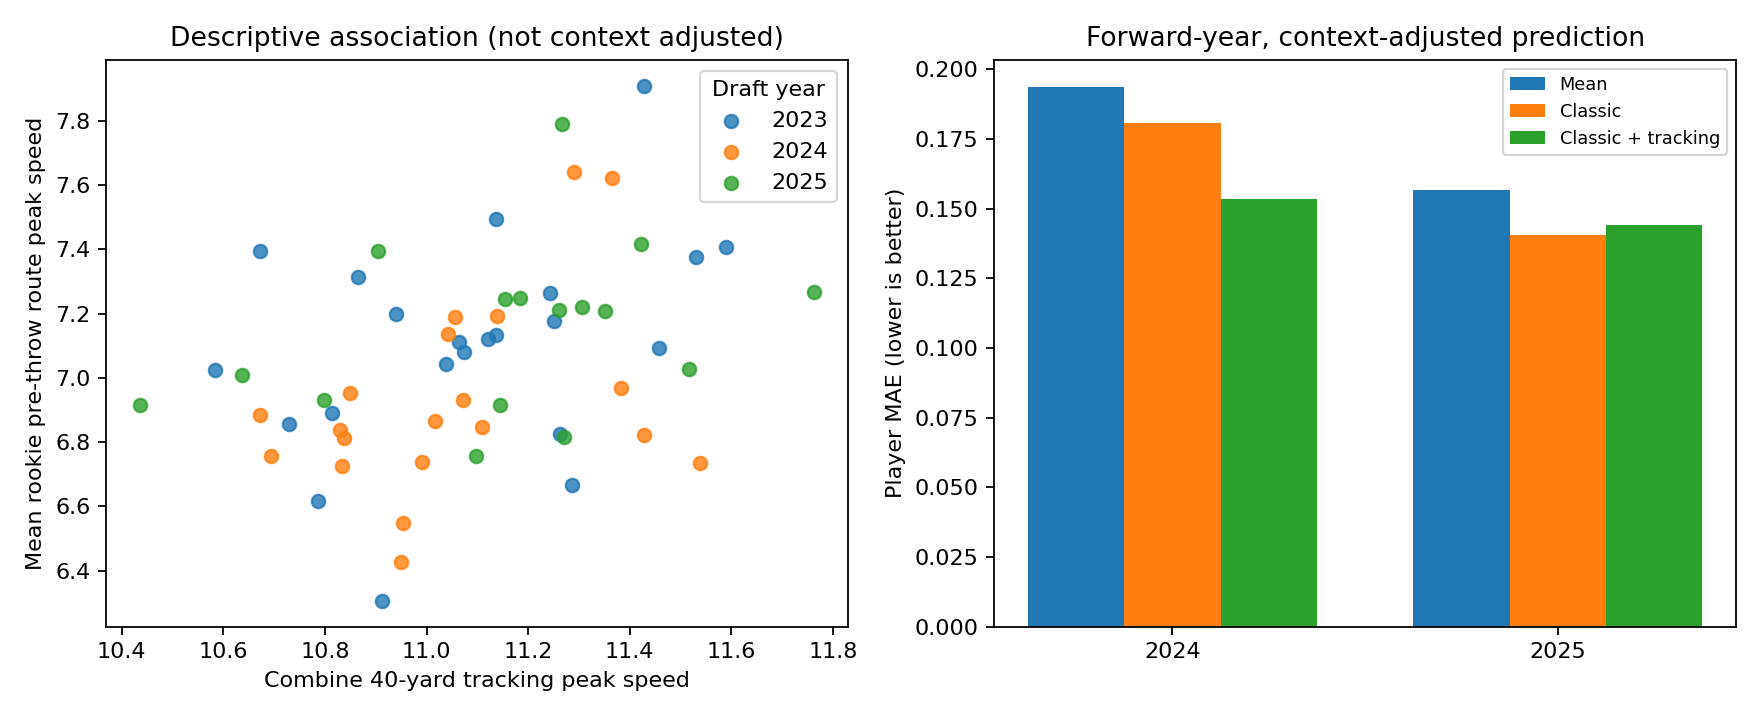 Descriptive association (not context adjusted)
Mean rookie pre-throw route peak speed
7.8
7.6
7.4
7.2
7.0
6.8
6.6
6.4
Draft year
2023
2024
2025
10.4 10.6 10.8 11.0 11.2 11.4 11.6 11.8
Combine 40-yard tracking peak speed
Forward-year, context-adjusted prediction
Player MAE (lower is better)
0.200
0.175
0.150
0.125
0.100
0.075
0.050
0.025
0.000
Mean
Classic
Classic + tracking
2024 2025